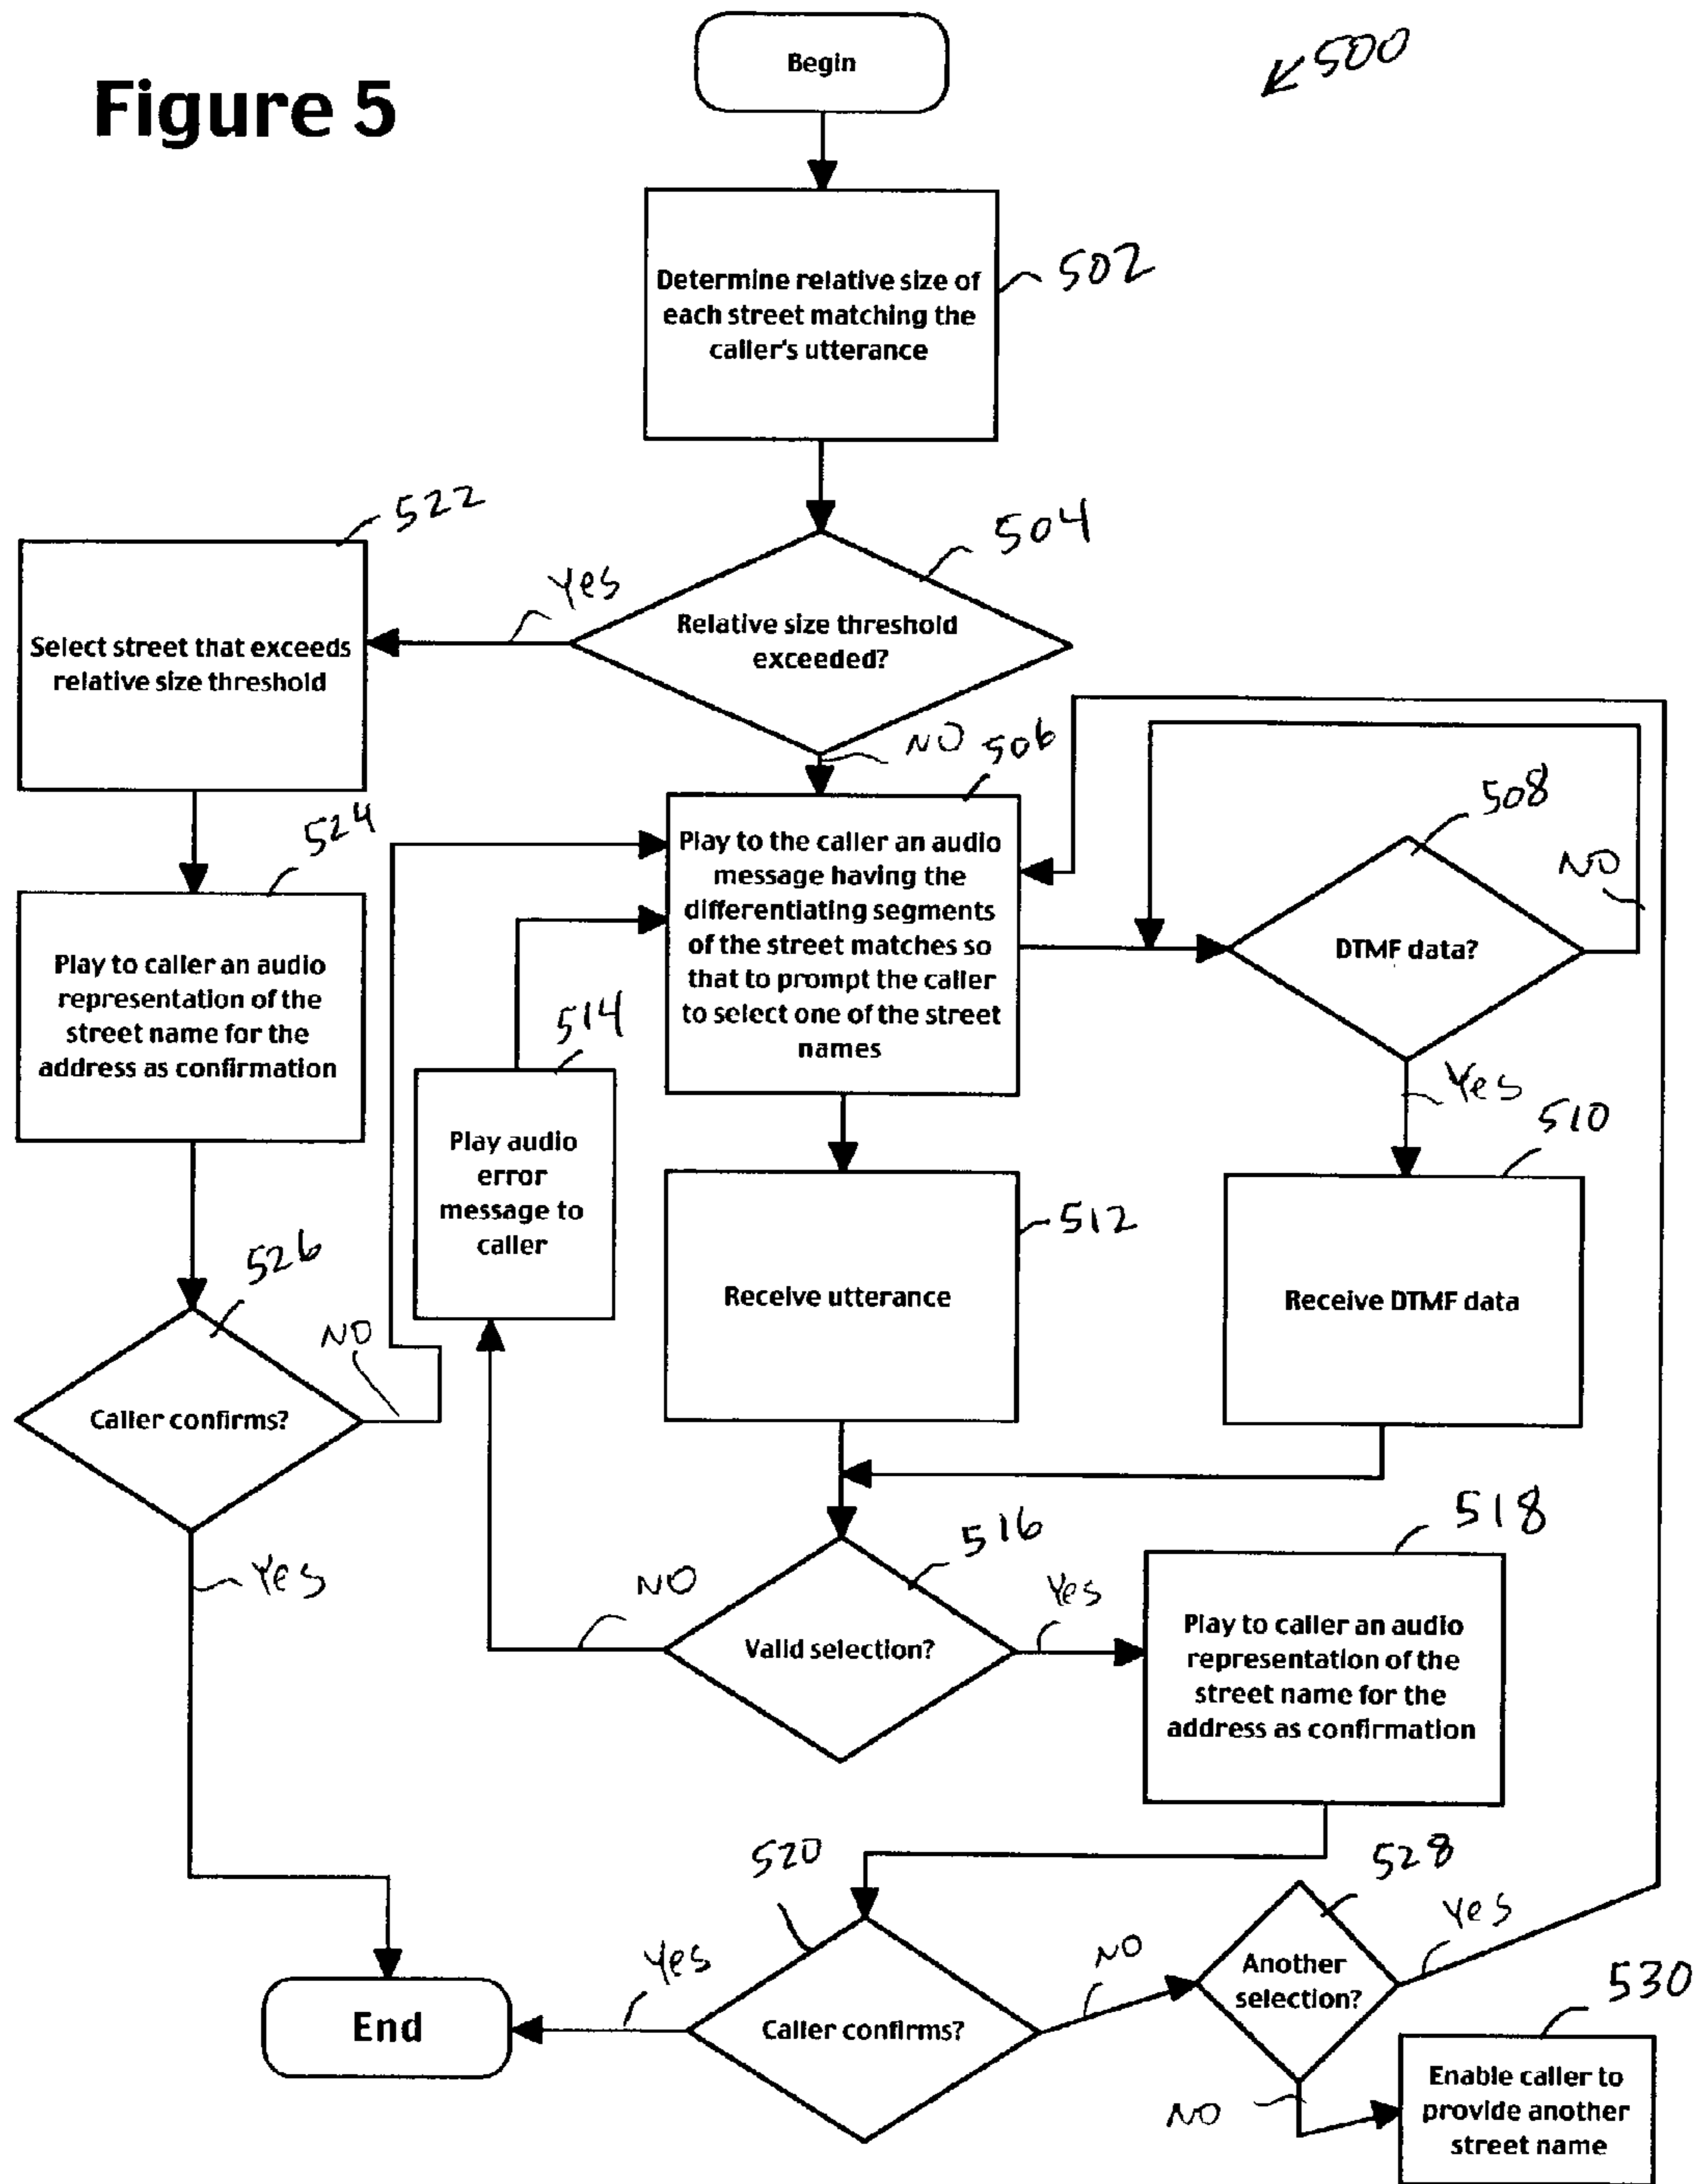 Figure 5
500
Begin
502
Determine relative size of
each street matching the
caller's utterance
522
504
Yes
Select street that exceeds
relative size threshold
Relative size threshold
exceeded?
NO
506
508
NO
524
Play to caller an audio
representation of the
street name for the
address as confirmation
Play to the caller an audio
message having the
differentiating segments
of the street matches so
that to prompt the caller
to select one of the street
names
DTMF data?
Yes
510
514
Play audio
error
message to
caller
512
Receive utterance
Receive DTMF data
526
NO
Caller confirms?
Yes
516
518
NO
Yes
Valid selection?
Play to caller an audio
representation of the
street name for the
address as confirmation
520
528
Yes
NO
Yes
Another
selection?
End
Caller confirms?
530
NO
Enable caller to
provide another
street name